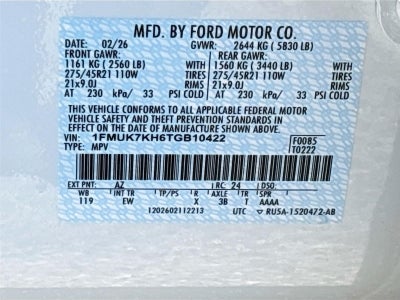 MFD. BY FORD MOTOR CO.
DATE: 02/26 GVWR: 2644 KG ( 5830 LB)
FRONT GAWR: REAR GAWR:
1161 KG ( 2560 LB) WITH 1560 KG ( 3440 LB) WITH
275/45R21 110W TIRES 275/45R21 110W TIRES
21x9.0J RIMS 21x9.0J RIMS
AT 230 kPa/ 33 PSI COLD AT 230 kPa/ 33 PSI COLD
THIS VEHICLE CONFORMS TO ALL APPLICABLE FEDERAL MOTOR
VEHICLE SAFETY AND THEFT PREVENTION STANDARDS IN
EFFECT ON THE DATE OF MANUFACTURE SHOWN ABOVE.
VIN: 1FMUK7KH6TGB10422 F0085
TYPE: MPV T0222
EXT PNT: AZ RC: 24 DSO:
WB INT TR TP/PS R AXLE TR SPR
119 EW X 3B T AAAA
1202602112213 UTC RU5A-1520472-AB